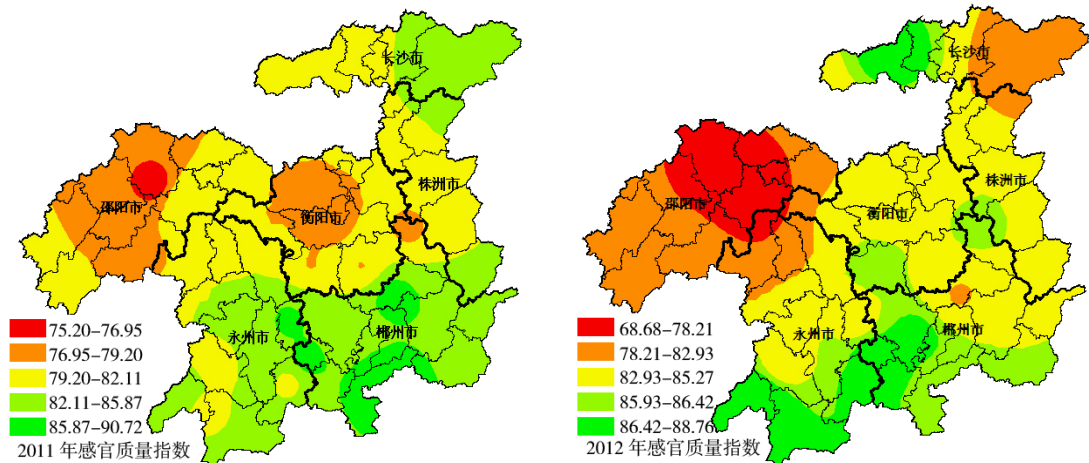 长沙市
株洲市
邵阳市
衡阳市
永州市
郴州市
75.20-76.95
76.95-79.20
79.20-82.11
82.11-85.87
85.87-90.72
2011 年感官质量指数
长沙市
株洲市
邵阳市
衡阳市
永州市
郴州市
68.68-78.21
78.21-82.93
82.93-85.27
85.93-86.42
86.42-88.76
2012 年感官质量指数